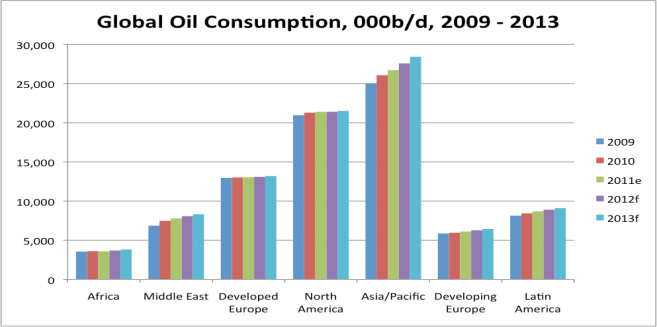 Global Oil Consumption, 000b/d, 2009 - 2013
30,000
25,000
20,000
15,000
10,000
5,000
0
2009
2010
2011e
2012f
2013f
Africa Middle East Developed North Asia/Pacific Developing Latin
Europe America Europe America